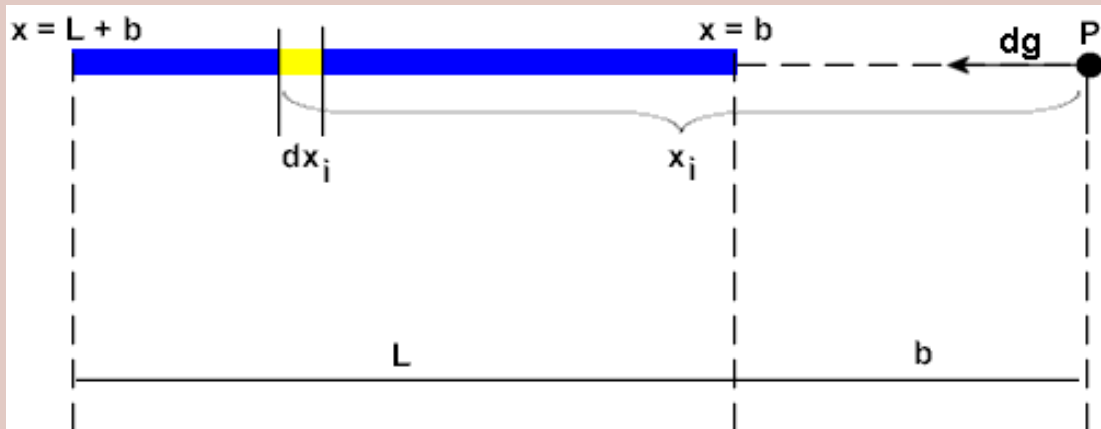 x = L + b
x = b
P
dg
dx_i
x_i
L
b